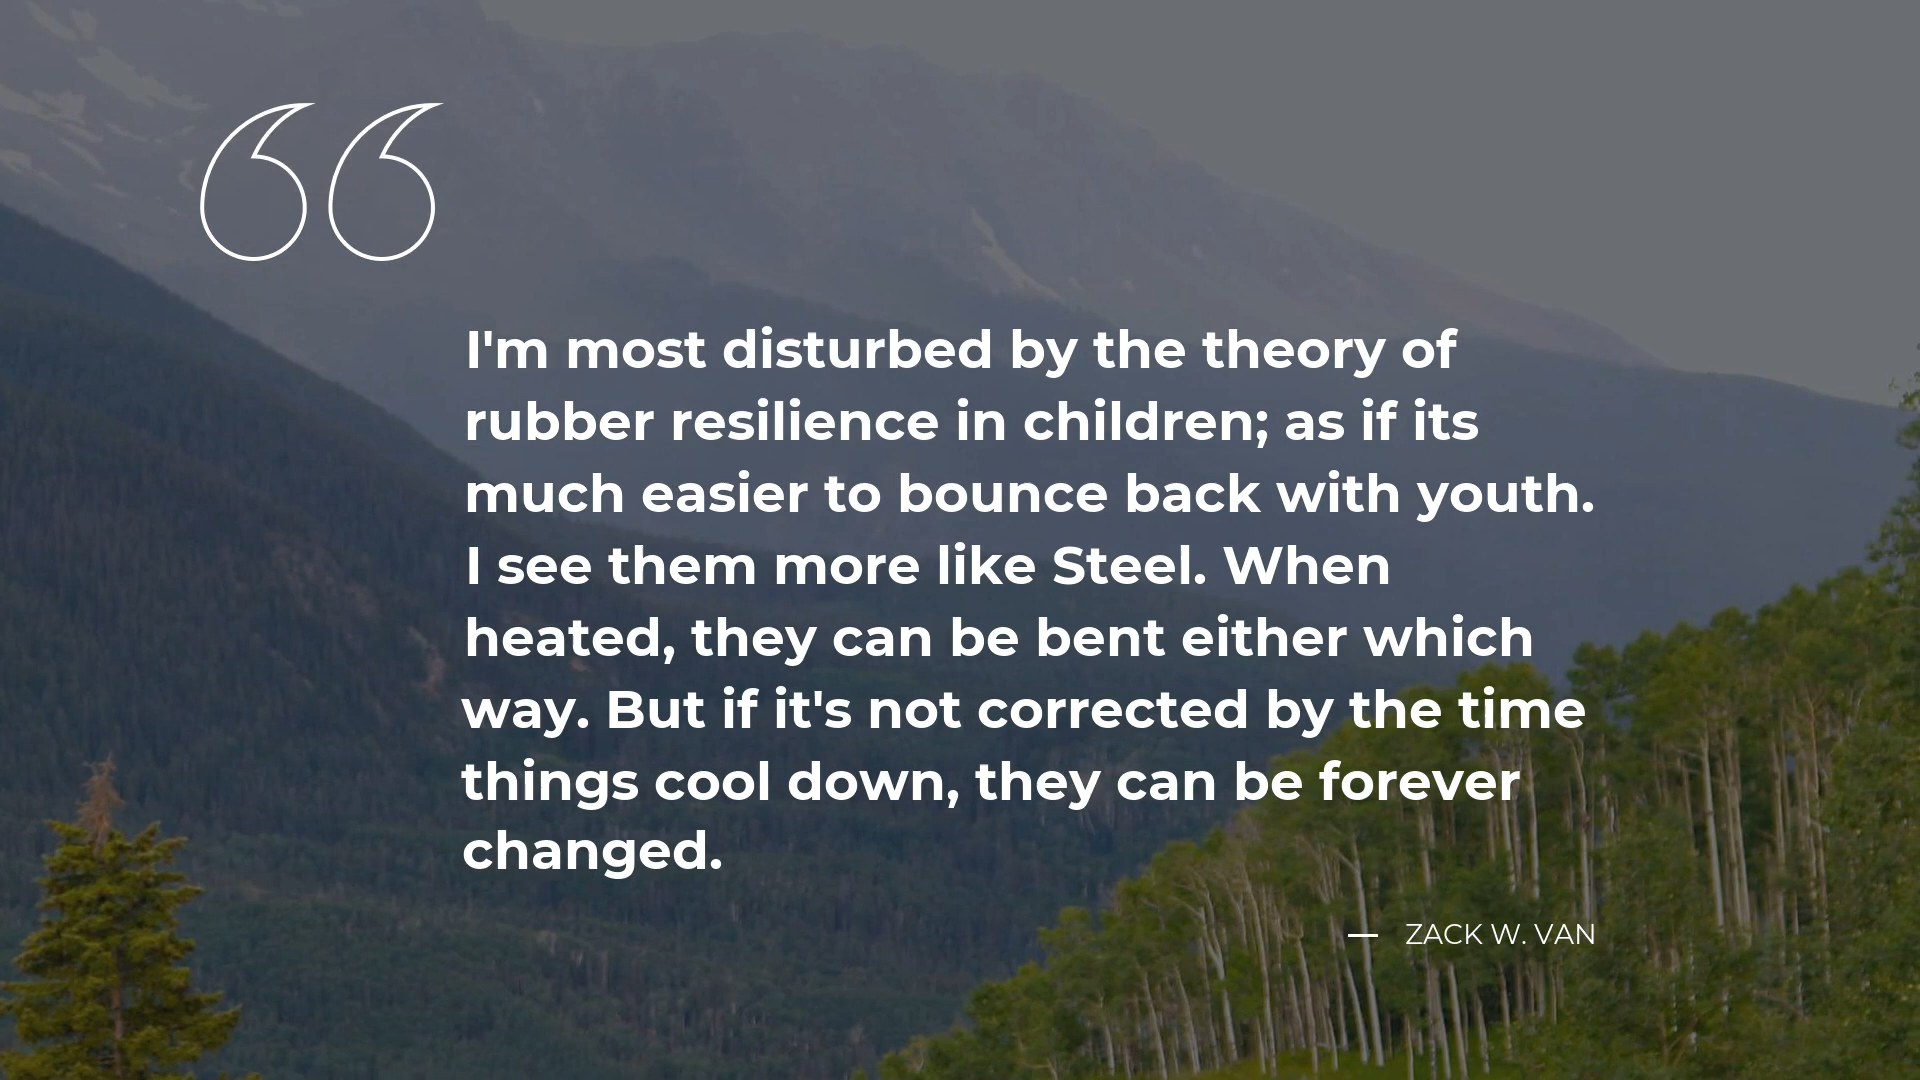 “
I'm most disturbed by the theory of
rubber resilience in children; as if its
much easier to bounce back with youth.
I see them more like Steel. When
heated, they can be bent either which
way. But if it's not corrected by the time
things cool down, they can be forever
changed.
— ZACK W. VAN